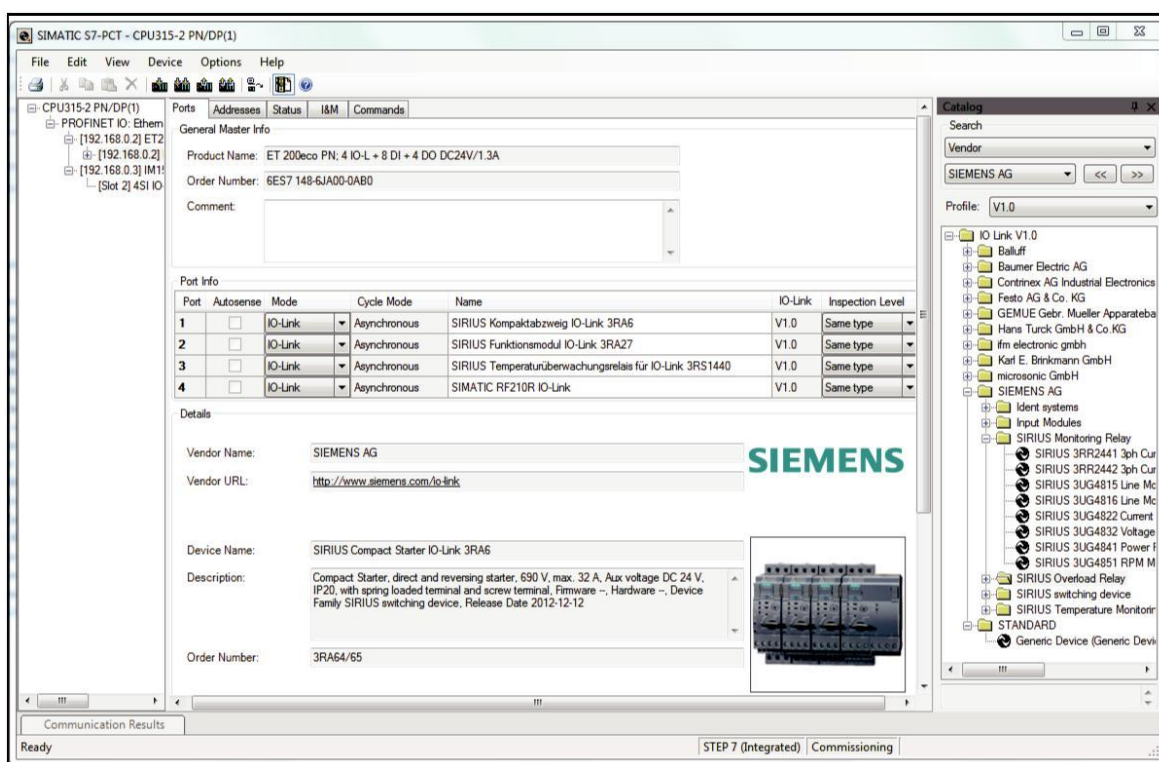 SIMATIC S7-PCT - CPU315-2 PN/DP(1)
File Edit View Device Options Help
CPU315-2 PN/DP(1)
PROFINET IO: Ethern
[192.168.0.2] ET2
[192.168.0.2]
[192.168.0.3] IM15
[Slot 2] 4SI IO-
Ports Addresses Status I&M Commands
General Master Info
Product Name: ET 200eco PN; 4 IO-L + 8 DI + 4 DO DC24V/1.3A
Order Number: 6ES7 148-6JA00-0AB0
Comment:
Port Info
Port Autosense Mode Cycle Mode Name IO-Link Inspection Level
1 IO-Link Asynchronous SIRIUS Kompaktabzweig IO-Link 3RA6 V1.0 Same type
2 IO-Link Asynchronous SIRIUS Funktionsmodul IO-Link 3RA27 V1.0 Same type
3 IO-Link Asynchronous SIRIUS Temperaturüberwachungsrelais für IO-Link 3RS1440 V1.0 Same type
4 IO-Link Asynchronous SIMATIC RF210R IO-Link V1.0 Same type
Details
Vendor Name: SIEMENS AG
SIEMENS
Vendor URL: http://www.siemens.com/io-link
Device Name: SIRIUS Compact Starter IO-Link 3RA6
Description: Compact Starter, direct and reversing starter, 690 V, max. 32 A, Aux voltage DC 24 V,
IP20, with spring loaded terminal and screw terminal, Firmware --, Hardware --, Device
Family SIRIUS switching device, Release Date 2012-12-12
Order Number: 3RA64/65
Catalog
Search
Vendor
SIEMENS AG << >>
Profile: V1.0
IO Link V1.0
Balluff
Baumer Electric AG
Contrinex AG Industrial Electronics
Festo AG & Co. KG
GEMUE Gebr. Mueller Apparateba
Hans Turck GmbH & Co.KG
ifm electronic gmbh
Karl E. Brinkmann GmbH
microsonic GmbH
SIEMENS AG
Ident systems
Input Modules
SIRIUS Monitoring Relay
SIRIUS 3RR2441 3ph Cur
SIRIUS 3RR2442 3ph Cur
SIRIUS 3UG4815 Line Mo
SIRIUS 3UG4816 Line Mo
SIRIUS 3UG4822 Current
SIRIUS 3UG4832 Voltage
SIRIUS 3UG4841 Power F
SIRIUS 3UG4851 RPM M
SIRIUS Overload Relay
SIRIUS switching device
SIRIUS Temperature Monitorin
STANDARD
Generic Device (Generic Devi
Communication Results
Ready STEP 7 (Integrated) Commissioning